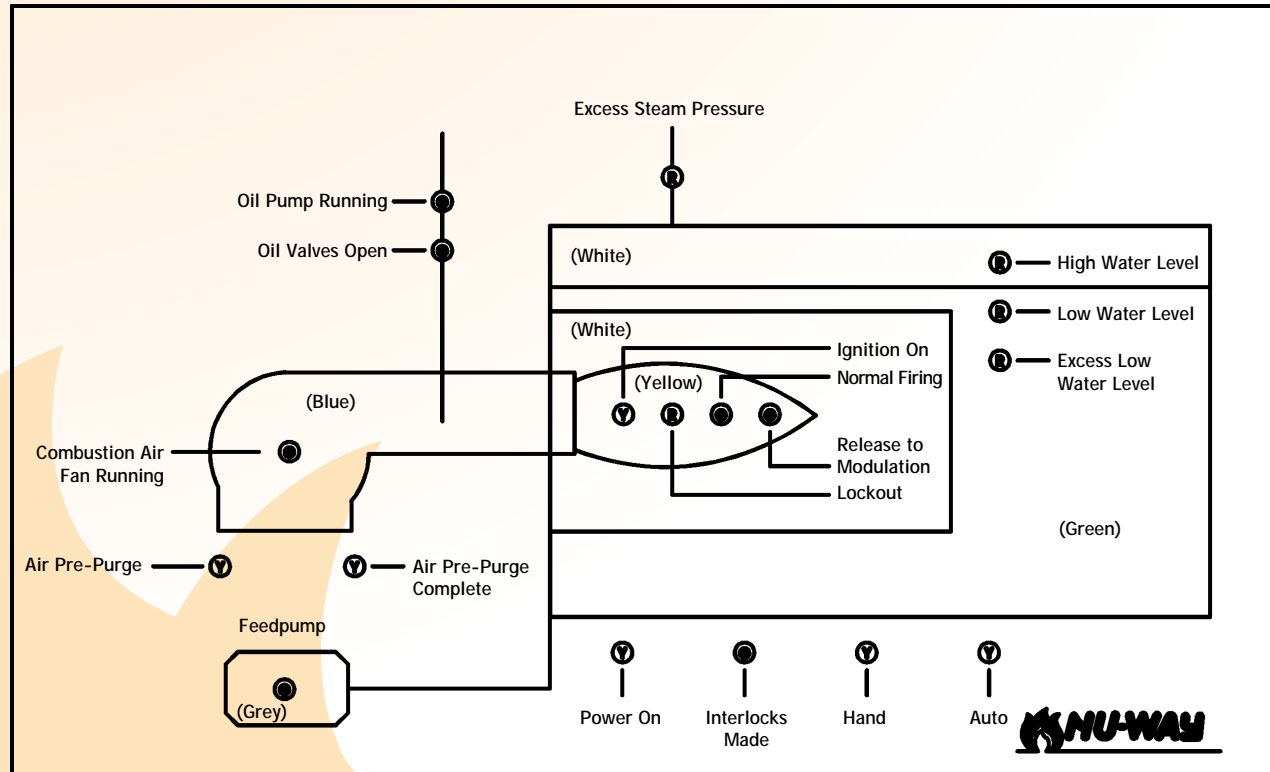 Excess Steam Pressure
R
Oil Pump Running
Oil Valves Open
(White)
R
High Water Level
R
Low Water Level
(White)
R
Excess Low
Water Level
Ignition On
Normal Firing
(Yellow)
Y
R
(Blue)
Release to
Modulation
Lockout
Combustion Air
Fan Running
(Green)
Air Pre-Purge
Y
Y
Air Pre-Purge
Complete
Feedpump
(Grey)
Y
Y
Y
Power On
Interlocks
Made
Hand
Auto
NU-WAY